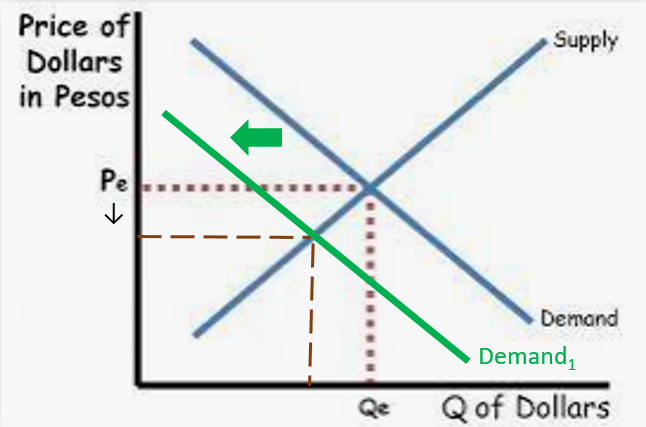 Price of
Dollars
in Pesos
Supply
Pe
↓
Demand
Demand₁
Qe
Q of Dollars